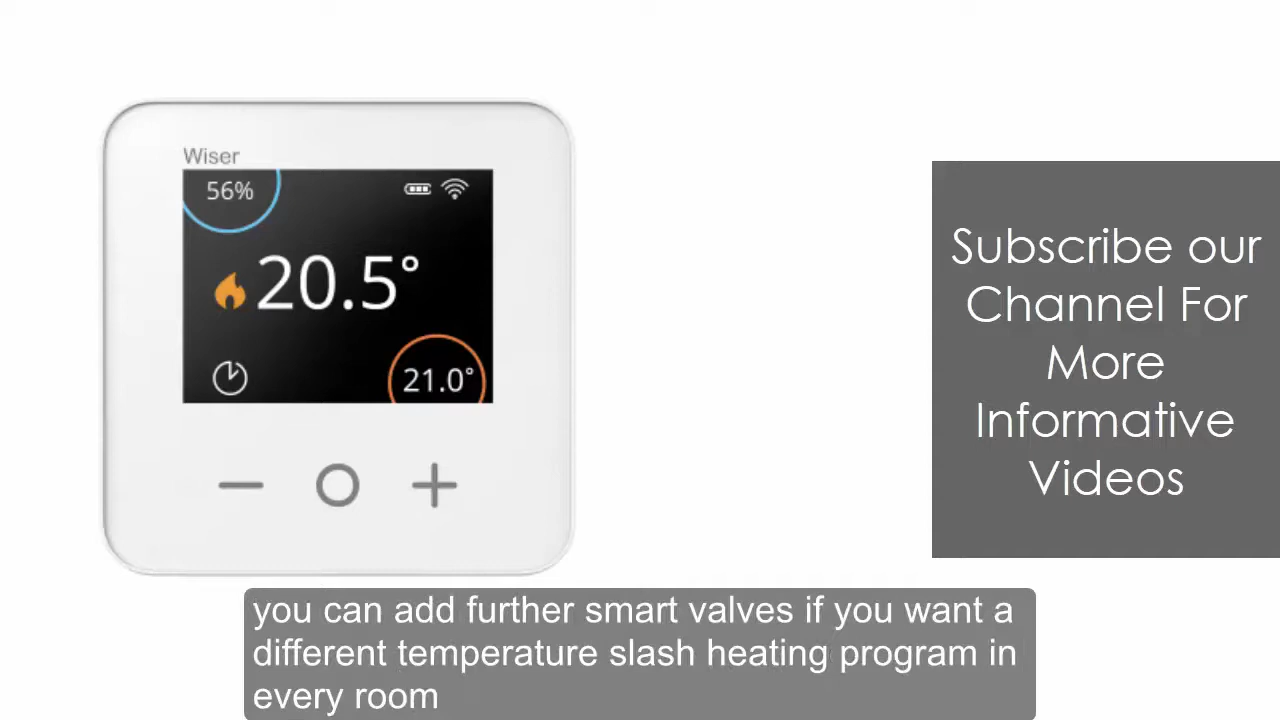 Wiser
56%
20.5°
21.0°
Subscribe our
Channel For
More
Informative
Videos
you can add further smart valves if you want a
different temperature slash heating program in
every room